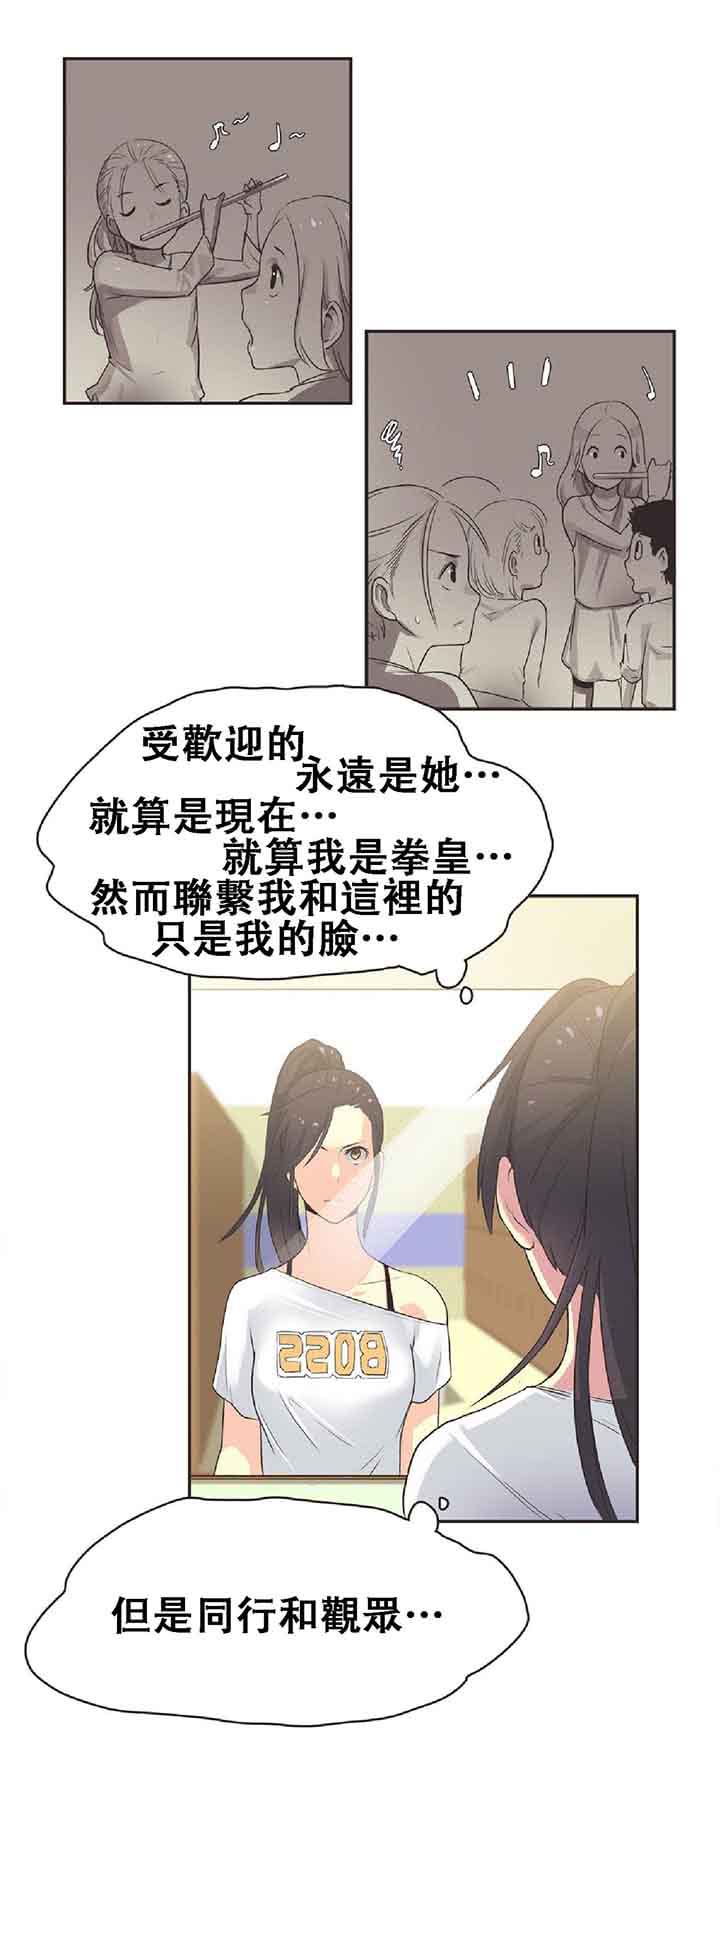 受歡迎的
永遠是她…
就算是現在…
就算我是拳皇…
然而聯繫我和這裡的
只是我的臉…
BOSS
但是同行和觀眾…